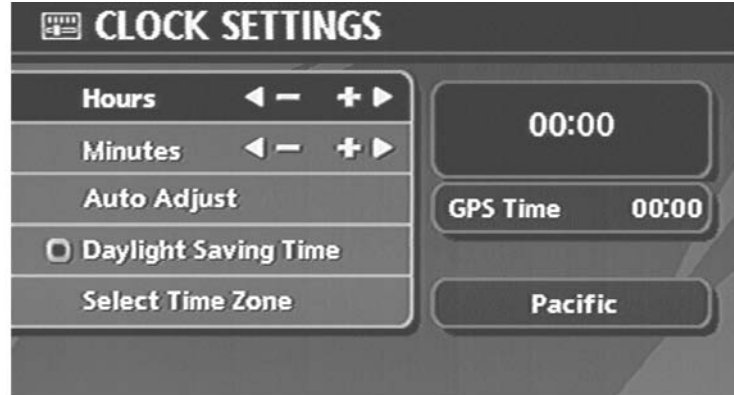 CLOCK SETTINGS
Hours
Minutes
Auto Adjust
Daylight Saving Time
Select Time Zone
00:00
GPS Time 00:00
Pacific